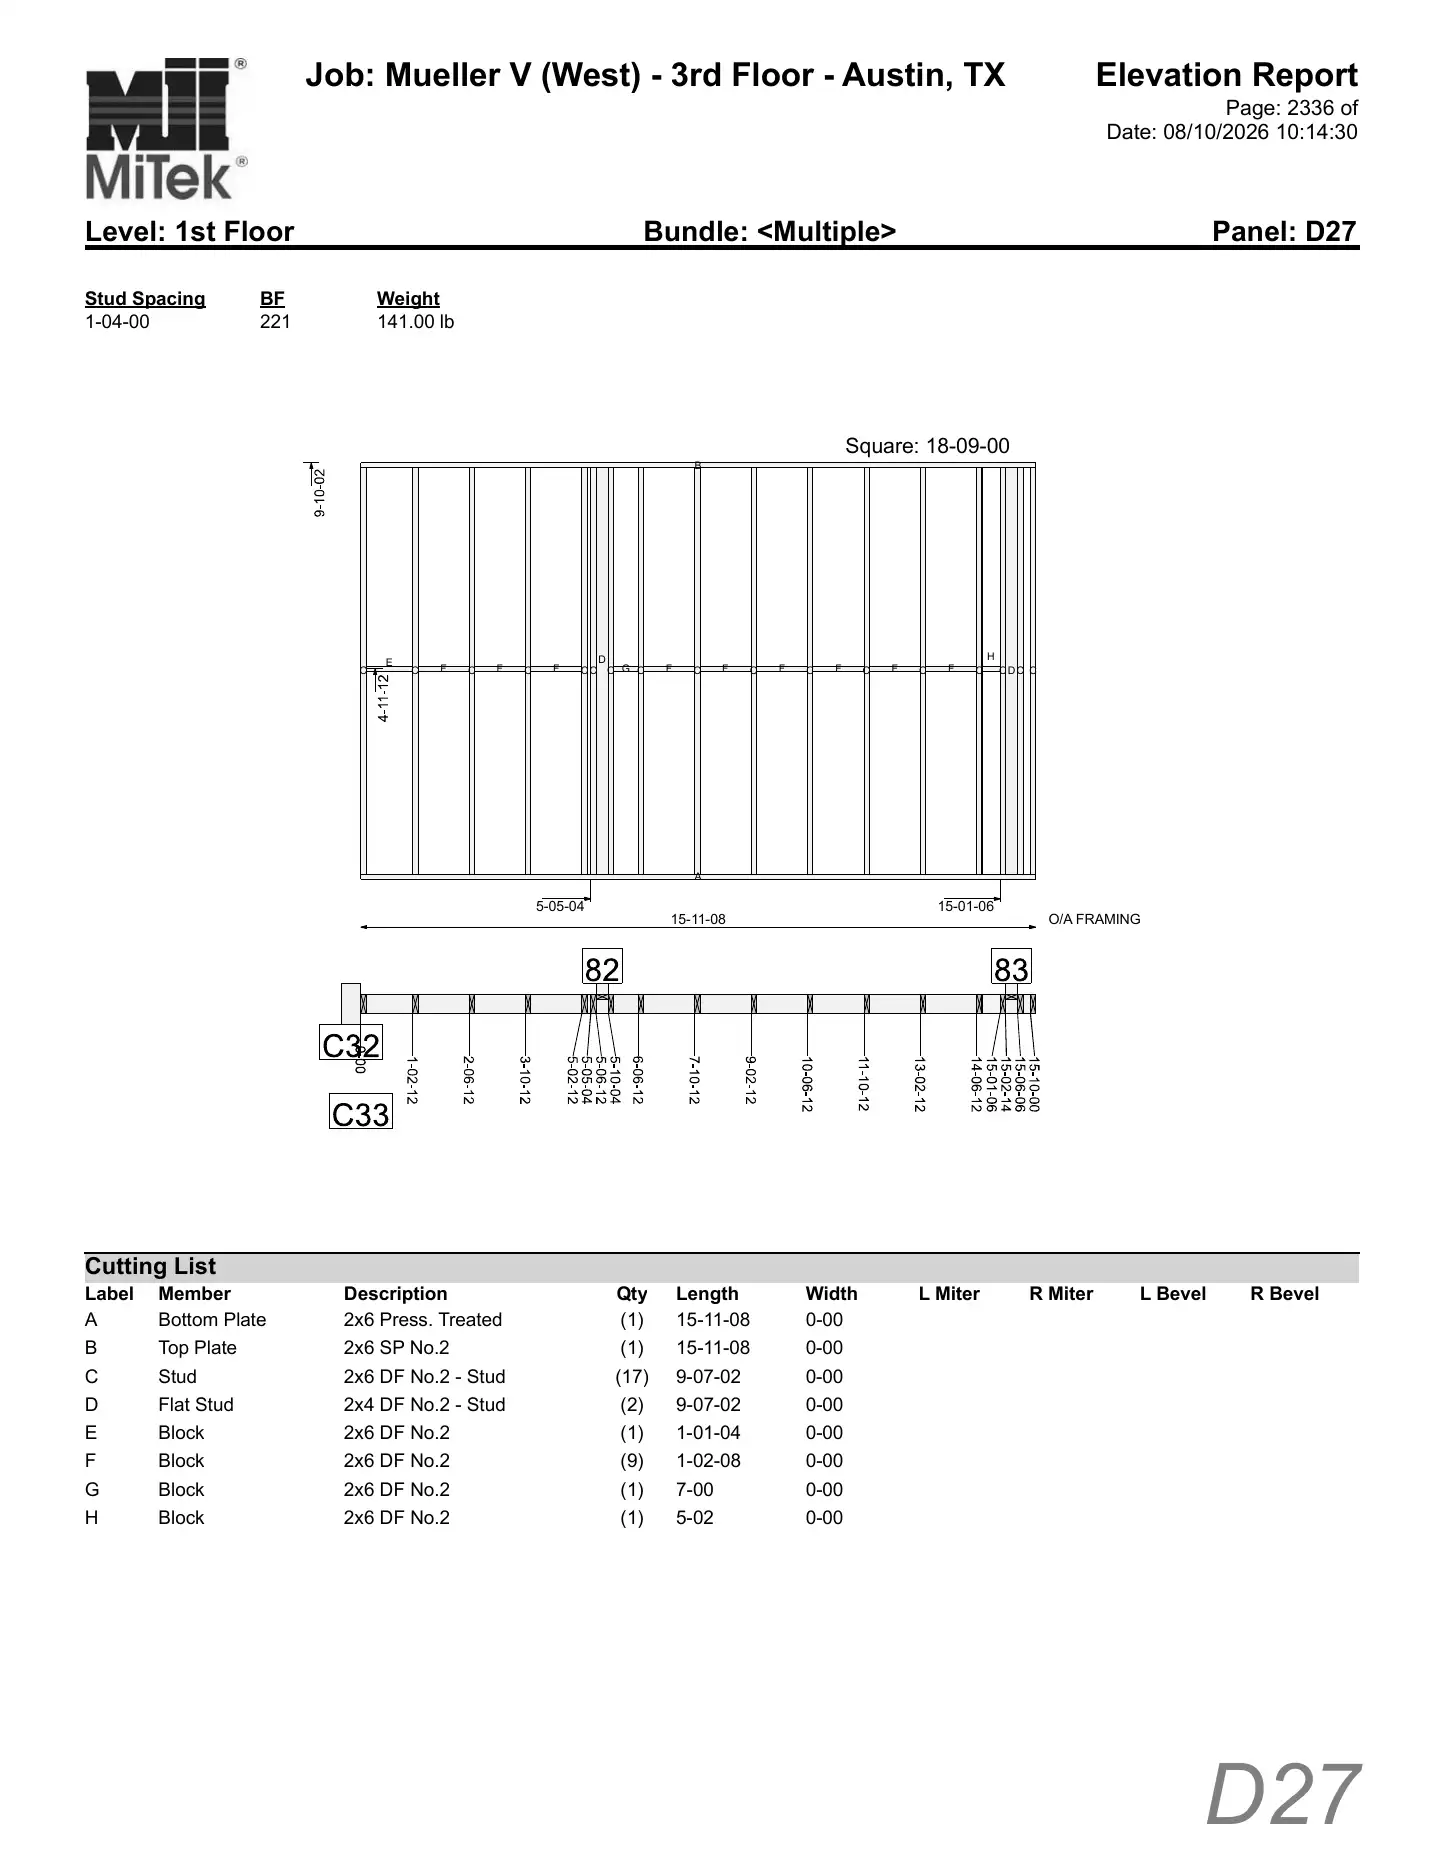 Job: Mueller V (West) - 3rd Floor - Austin, TX
Elevation Report
Page: 2336 of
Date: 08/10/2026 10:14:30
MiTek®
Level: 1st Floor Bundle: <Multiple> Panel: D27
Stud Spacing BF Weight
1-04-00 221 141.00 lb
Square: 18-09-00
B
9-10-02
E F F F D G F F F F F F H D
4-11-12
A
5-05-04 15-01-06
15-11-08 O/A FRAMING
82 83
C32
0-00 1-02-12 2-06-12 3-10-12 5-02-12 5-05-04 5-06-12 5-10-04 6-06-12 7-10-12 9-02-12 10-06-12 11-10-12 13-02-12 14-06-12 15-01-06 15-02-14 15-06-06 15-10-00
C33
Cutting List
Label Member Description Qty Length Width L Miter R Miter L Bevel R Bevel
A Bottom Plate 2x6 Press. Treated (1) 15-11-08 0-00
B Top Plate 2x6 SP No.2 (1) 15-11-08 0-00
C Stud 2x6 DF No.2 - Stud (17) 9-07-02 0-00
D Flat Stud 2x4 DF No.2 - Stud (2) 9-07-02 0-00
E Block 2x6 DF No.2 (1) 1-01-04 0-00
F Block 2x6 DF No.2 (9) 1-02-08 0-00
G Block 2x6 DF No.2 (1) 7-00 0-00
H Block 2x6 DF No.2 (1) 5-02 0-00
D27